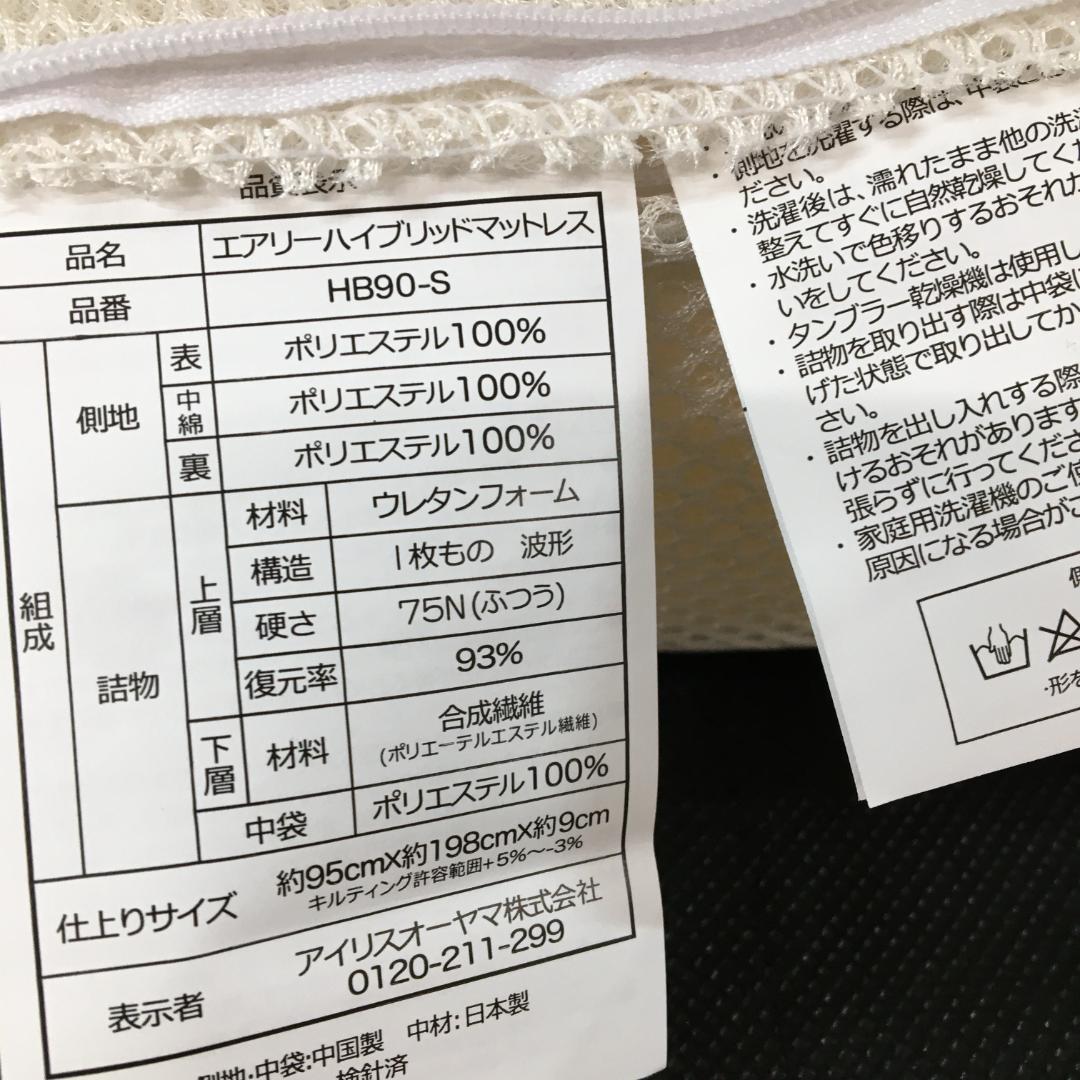 品質表示
品名 エアリーハイブリッドマットレス
品番 HB90-S
組成 側地 表 ポリエステル100%
中綿 ポリエステル100%
裏 ポリエステル100%
詰物 上層 材料 ウレタンフォーム
構造 1枚もの 波形
硬さ 75N(ふつう)
復元率 93%
下層 材料 合成繊維
(ポリエーテルエステル繊維)
中袋 ポリエステル100%
仕上りサイズ 約95cm×約198cm×約9cm
キルティング許容範囲+5%〜-3%
表示者 アイリスオーヤマ株式会社
0120-211-299
側地・中袋:中国製 中材:日本製
検針済
・側地を洗濯する際は、中袋
ださい。
・洗濯後は、濡れたまま他の洗
整えてすぐに自然乾燥してく
・水洗いで色移りするおそれが
いをしてください。
・タンブラー乾燥機は使用し
・詰物を取り出す際は中袋
げた状態で取り出してか
さい。
・詰物を出し入れする際
けるおそれがあります
張らずに行ってくださ
・家庭用洗濯機のご使
原因になる場合が
側
・形を